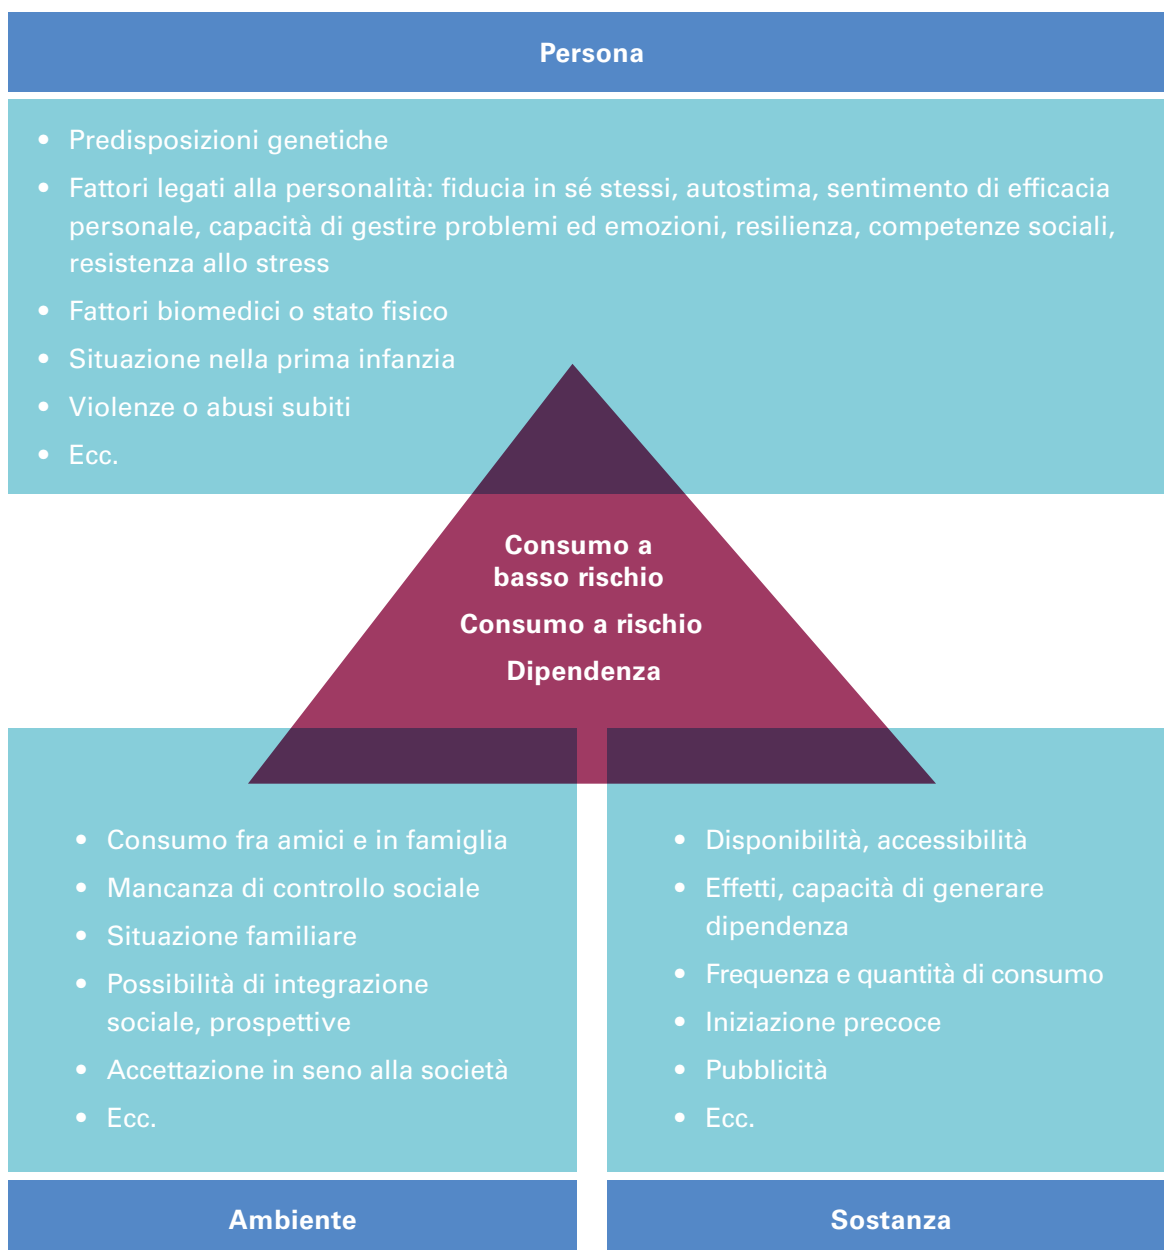 Persona
• Predisposizioni genetiche
• Fattori legati alla personalità: fiducia in sé stessi, autostima, sentimento di efficacia
personale, capacità di gestire problemi ed emozioni, resilienza, competenze sociali,
resistenza allo stress
• Fattori biomedici o stato fisico
• Situazione nella prima infanzia
• Violenze o abusi subiti
• Ecc.
Consumo a
basso rischio
Consumo a rischio
Dipendenza
• Consumo fra amici e in famiglia
• Mancanza di controllo sociale
• Situazione familiare
• Possibilità di integrazione
sociale, prospettive
• Accettazione in seno alla società
• Ecc.
Ambiente
• Disponibilità, accessibilità
• Effetti, capacità di generare
dipendenza
• Frequenza e quantità di consumo
• Iniziazione precoce
• Pubblicità
• Ecc.
Sostanza